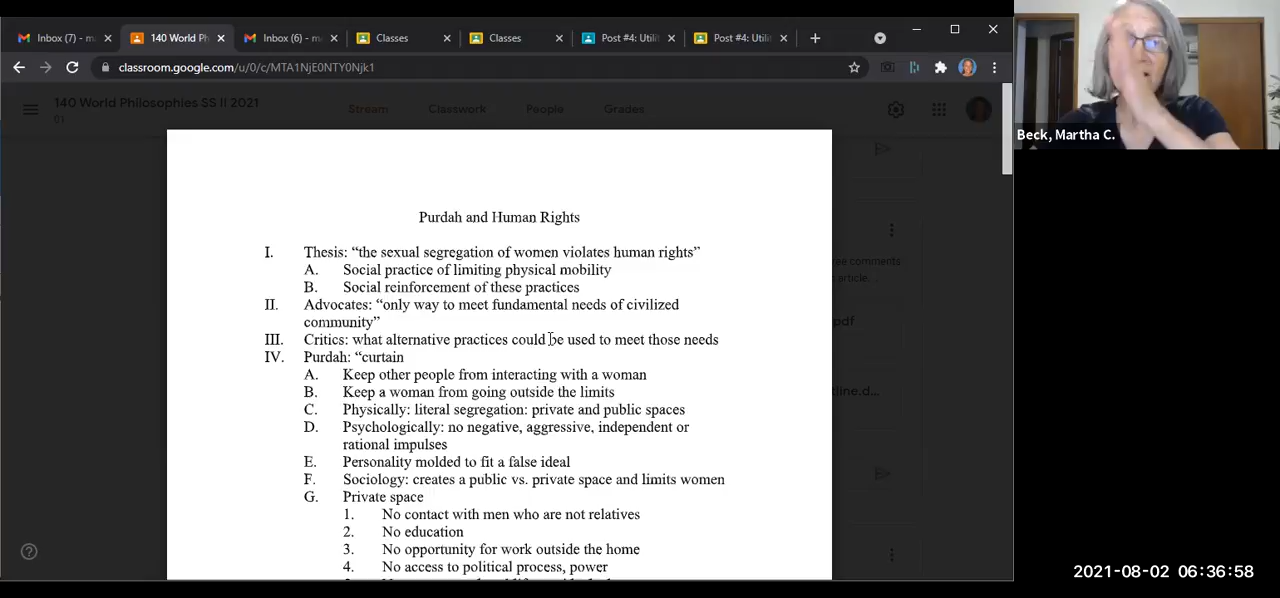 Inbox (7) - m
140 World Ph
Inbox (6) - m
Classes
Classes
Post #4: Utili
Post #4: Utili
classroom.google.com/u/0/c/MTA1NjE0NTY0Njk1
140 World Philosophies SS II 2021
01
Stream
Classwork
People
Grades
Beck, Martha C.
Purdah and Human Rights
I. Thesis: “the sexual segregation of women violates human rights”
A. Social practice of limiting physical mobility
B. Social reinforcement of these practices
II. Advocates: “only way to meet fundamental needs of civilized
community”
III. Critics: what alternative practices could be used to meet those needs
IV. Purdah: “curtain
A. Keep other people from interacting with a woman
B. Keep a woman from going outside the limits
C. Physically: literal segregation: private and public spaces
D. Psychologically: no negative, aggressive, independent or
rational impulses
E. Personality molded to fit a false ideal
F. Sociology: creates a public vs. private space and limits women
G. Private space
1. No contact with men who are not relatives
2. No education
3. No opportunity for work outside the home
4. No access to political process, power
ree comments
article, ...
pdf
tline.d...
2021-08-02 06:36:58